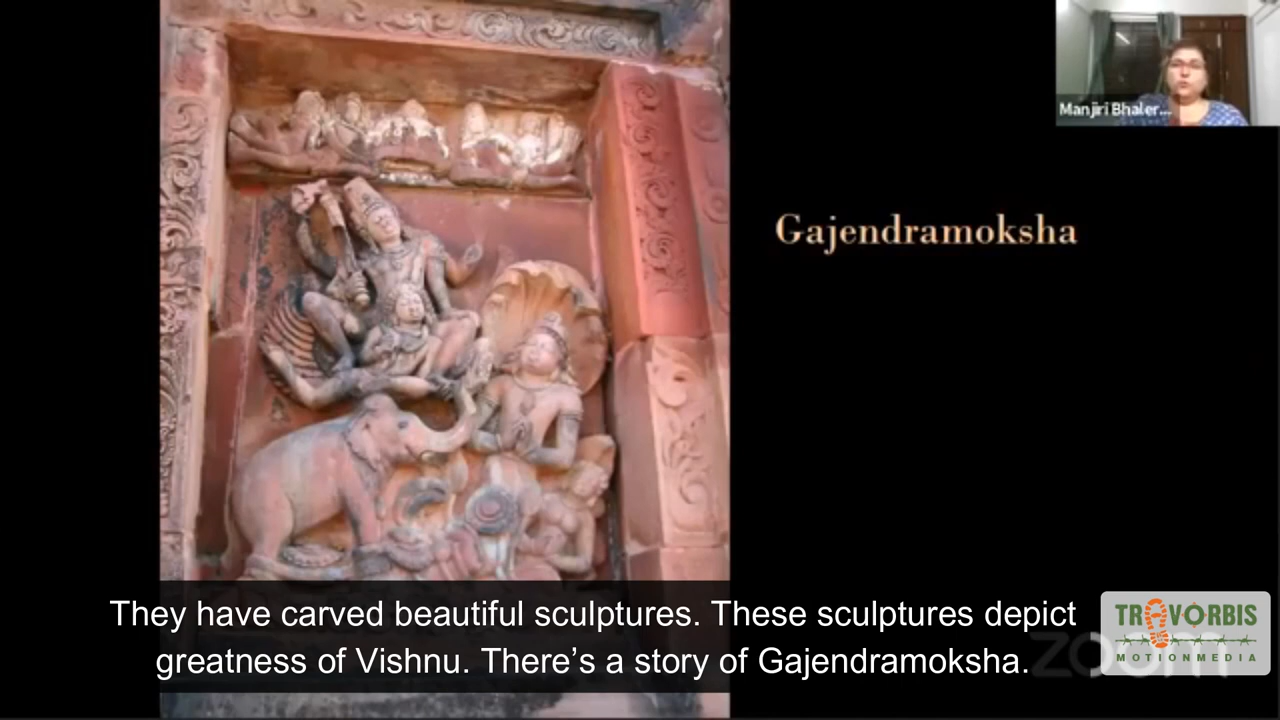 Manjiri Bhaler...
Gajendramoksha
They have carved beautiful sculptures. These sculptures depict
greatness of Vishnu. There's a story of Gajendramoksha.
zoom
TRAVORBIS
MOTIONMEDIA